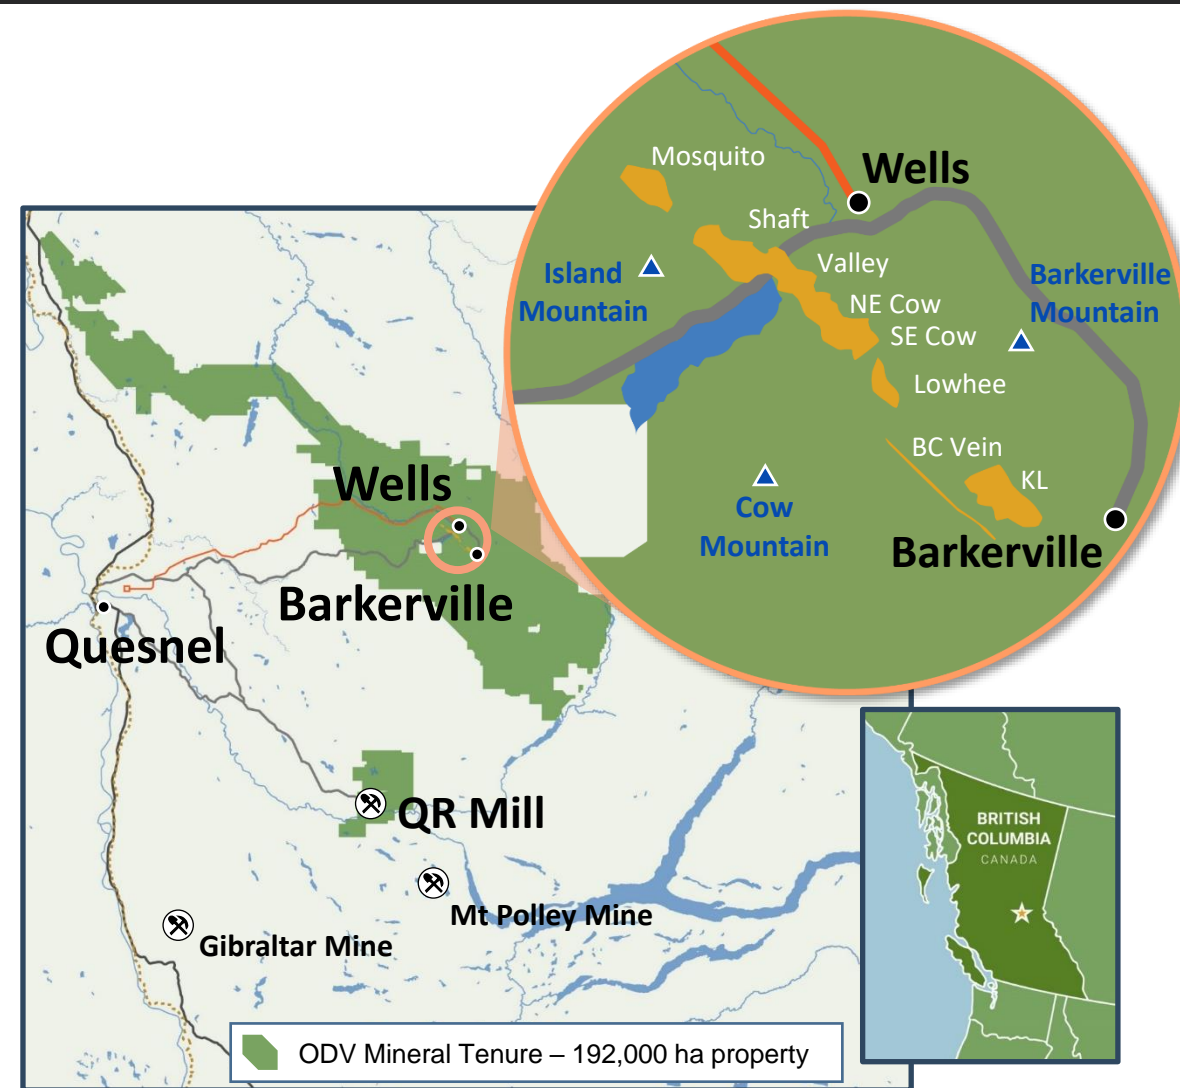 Mosquito
Wells
Shaft
Island
Mountain
Valley
Barkerville
Mountain
NE Cow
SE Cow
Lowhee
BC Vein
KL
Cow
Mountain
Barkerville
Wells
Barkerville
Quesnel
QR Mill
Mt Polley Mine
Gibraltar Mine
BRITISH
COLUMBIA
CANADA
ODV Mineral Tenure – 192,000 ha property